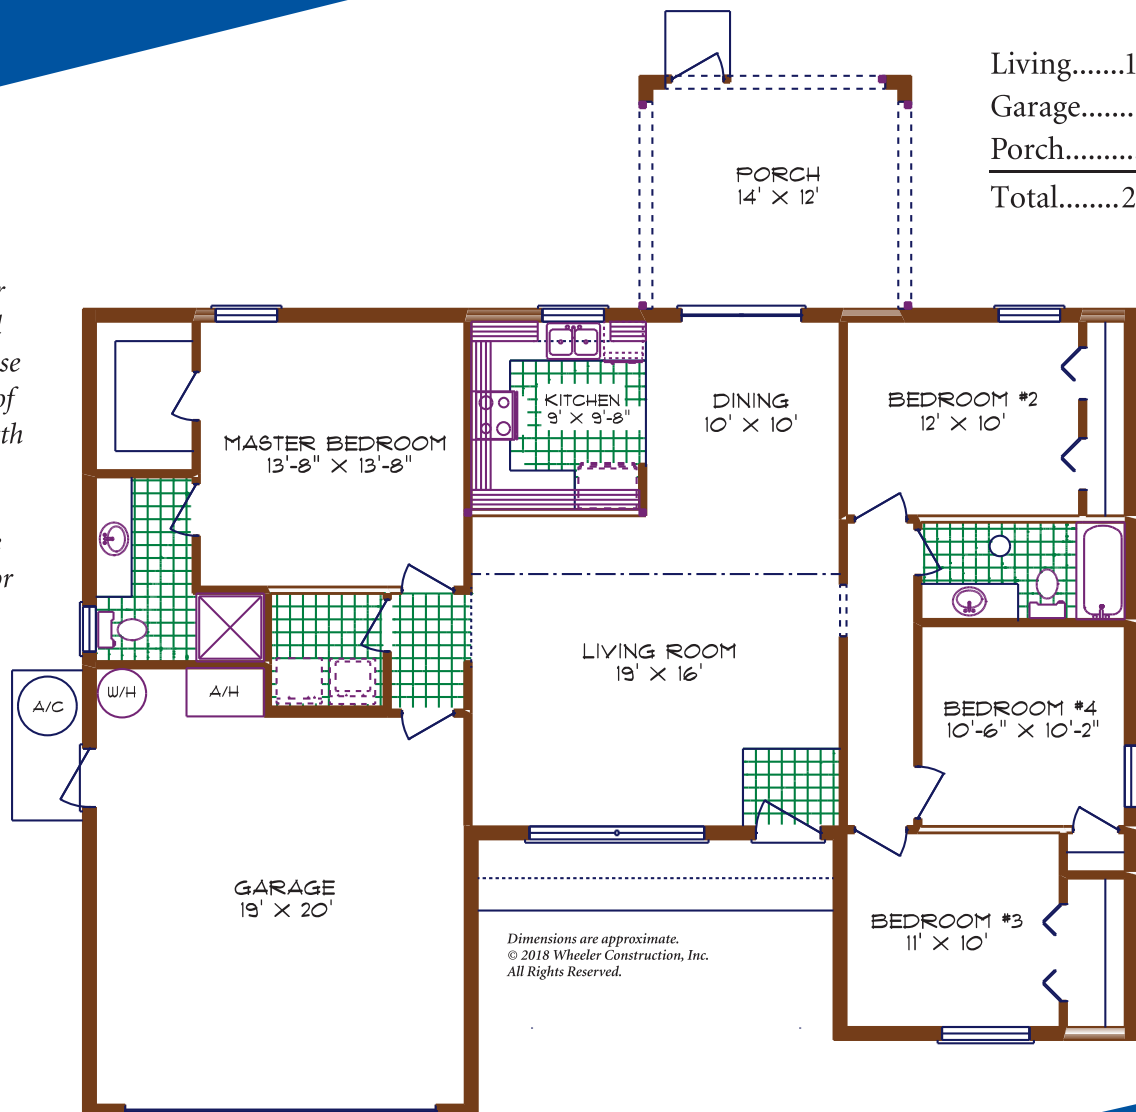 Living.......1
Garage.......
Porch.........
Total........2
PORCH
14' X 12'
of
KITCHEN
9' X 9'-8"
DINING
10' X 10'
BEDROOM #2
12' X 10'
MASTER BEDROOM
13'-8" X 13'-8"
LIVING ROOM
19' X 16'
W/H
A/H
A/C
BEDROOM #4
10'-6" X 10'-2"
GARAGE
19' X 20'
BEDROOM #3
11' X 10'
Dimensions are approximate.
© 2018 Wheeler Construction, Inc.
All Rights Reserved.